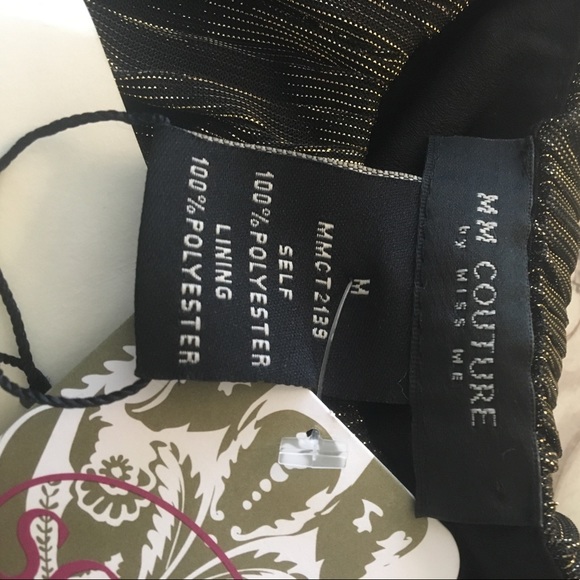 MM COUTURE
by MISS ME
M
MMCT2139
SELF
100%POLYESTER
LINING
100%POLYESTER